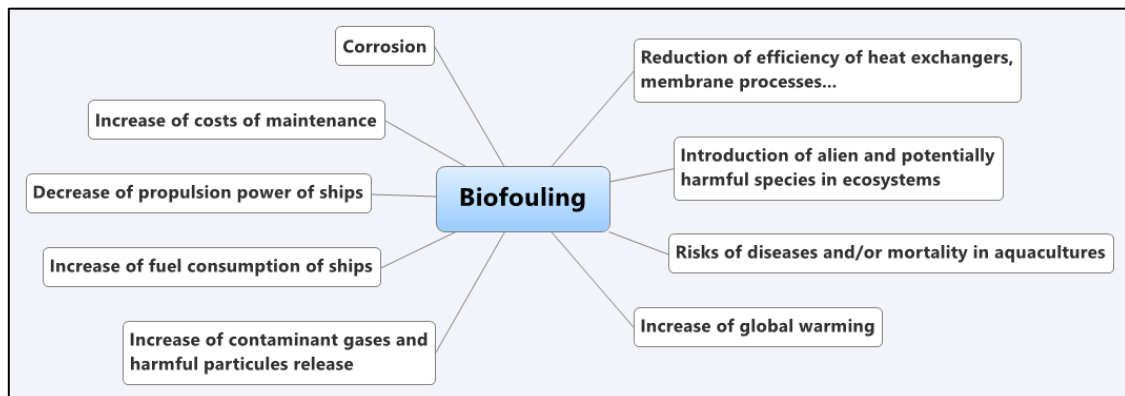 Corrosion
Increase of costs of maintenance
Decrease of propulsion power of ships
Increase of fuel consumption of ships
Increase of contaminant gases and
harmful particules release
Biofouling
Reduction of efficiency of heat exchangers,
membrane processes...
Introduction of alien and potentially
harmful species in ecosystems
Risks of diseases and/or mortality in aquacultures
Increase of global warming